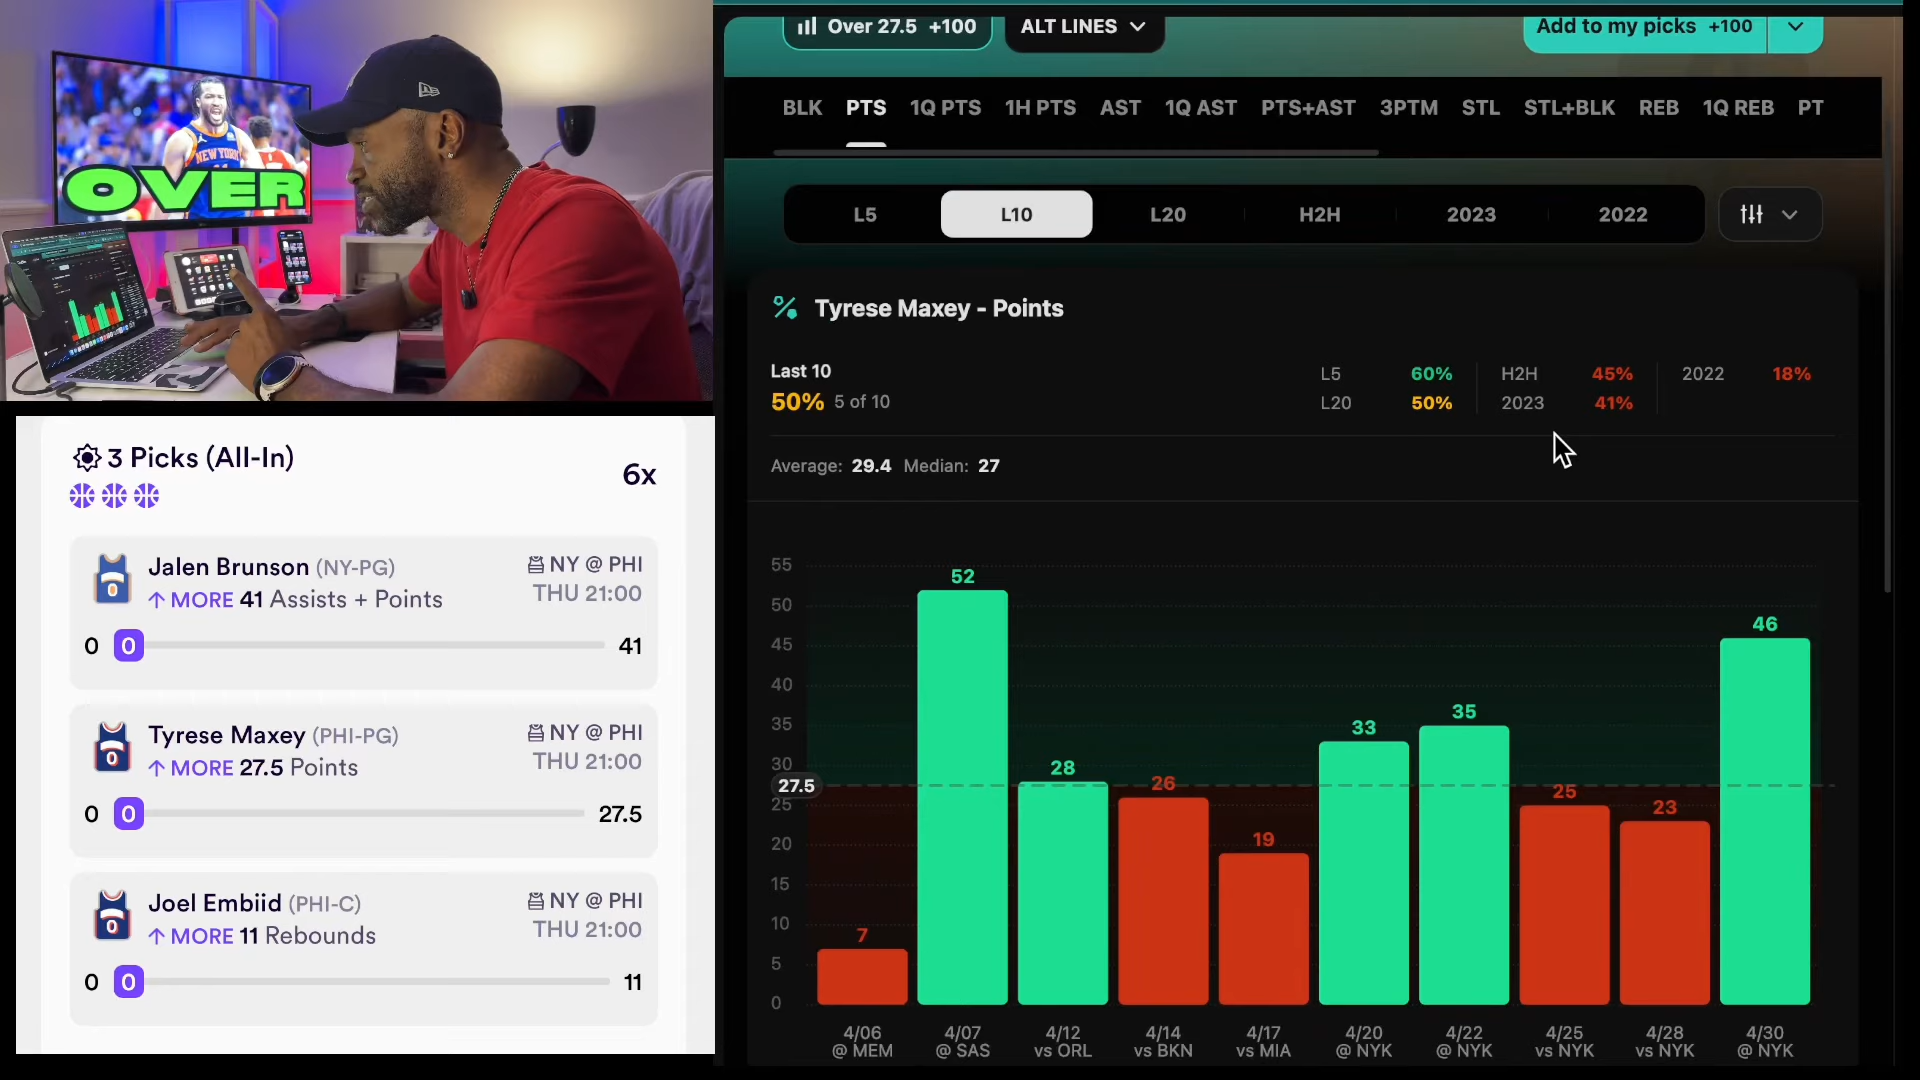 NEW YORK
OVER
3 Picks (All-In)
6x
Jalen Brunson (NY-PG)
NY @ PHI
↑ MORE 41 Assists + Points
THU 21:00
0 0 41
Tyrese Maxey (PHI-PG)
NY @ PHI
↑ MORE 27.5 Points
THU 21:00
0 0 27.5
Joel Embiid (PHI-C)
NY @ PHI
↑ MORE 11 Rebounds
THU 21:00
0 0 11
Over 27.5 +100
ALT LINES
Add to my picks +100
BLK PTS 1Q PTS 1H PTS AST 1Q AST PTS+AST 3PTM STL STL+BLK REB 1Q REB PT
L5 L10 L20 H2H 2023 2022
Tyrese Maxey - Points
Last 10
50% 5 of 10
L5 60% H2H 45% 2022 18%
L20 50% 2023 41%
Average: 29.4 Median: 27
55
50
45
40
35
30
27.5
25
20
15
10
5
0
7 52 28 26 19 33 35 25 23 46
4/06 4/07 4/12 4/14 4/17 4/20 4/22 4/25 4/28 4/30
@ MEM @ SAS vs ORL vs BKN vs MIA @ NYK @ NYK vs NYK vs NYK @ NYK